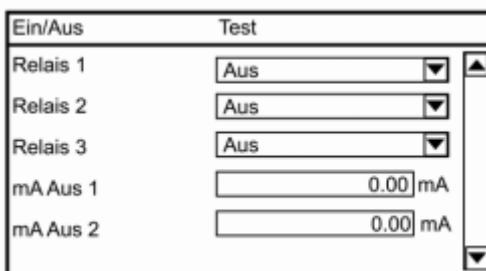 Ein/Aus Test
Relais 1 Aus
Relais 2 Aus
Relais 3 Aus
mA Aus 1 0.00 mA
mA Aus 2 0.00 mA